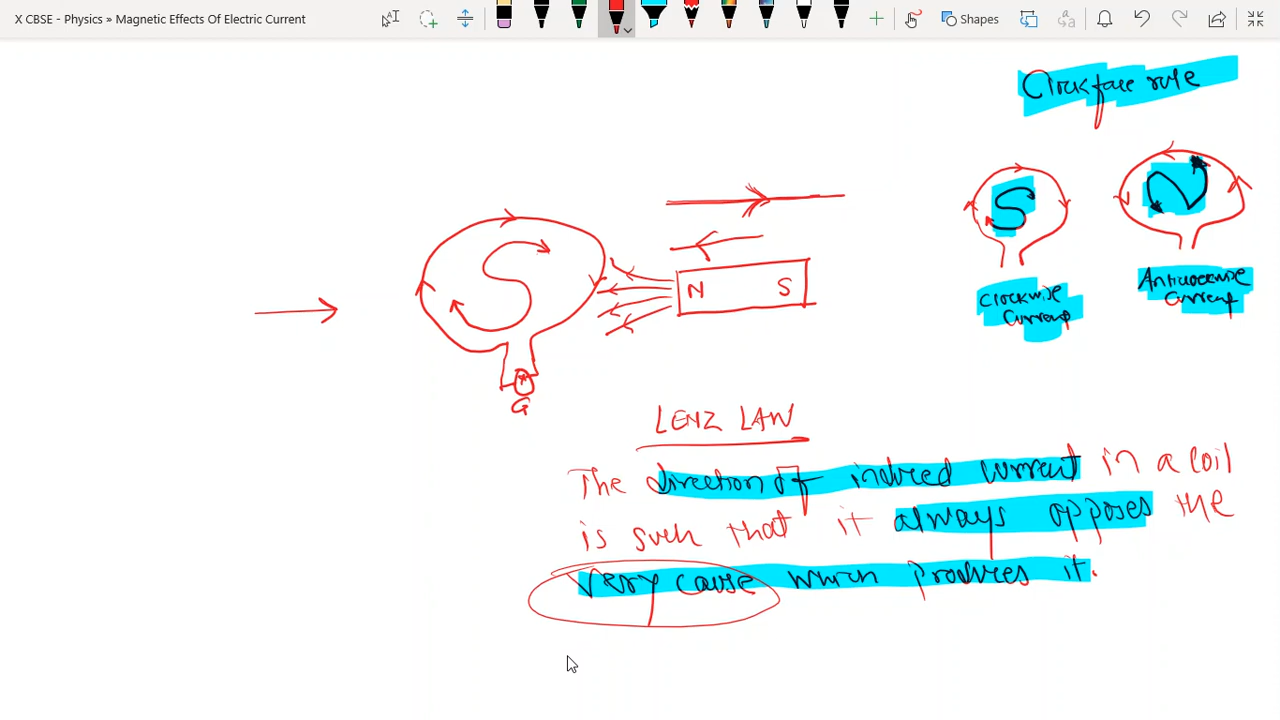 X CBSE - Physics » Magnetic Effects Of Electric Current
Shapes
Clockface rule
S
N
Clockwise
Current
Anticlockwise
Current
S
N S
G
LENZ LAW
The direction of induced current in a coil
is such that it always opposes the
very cause which produces it.